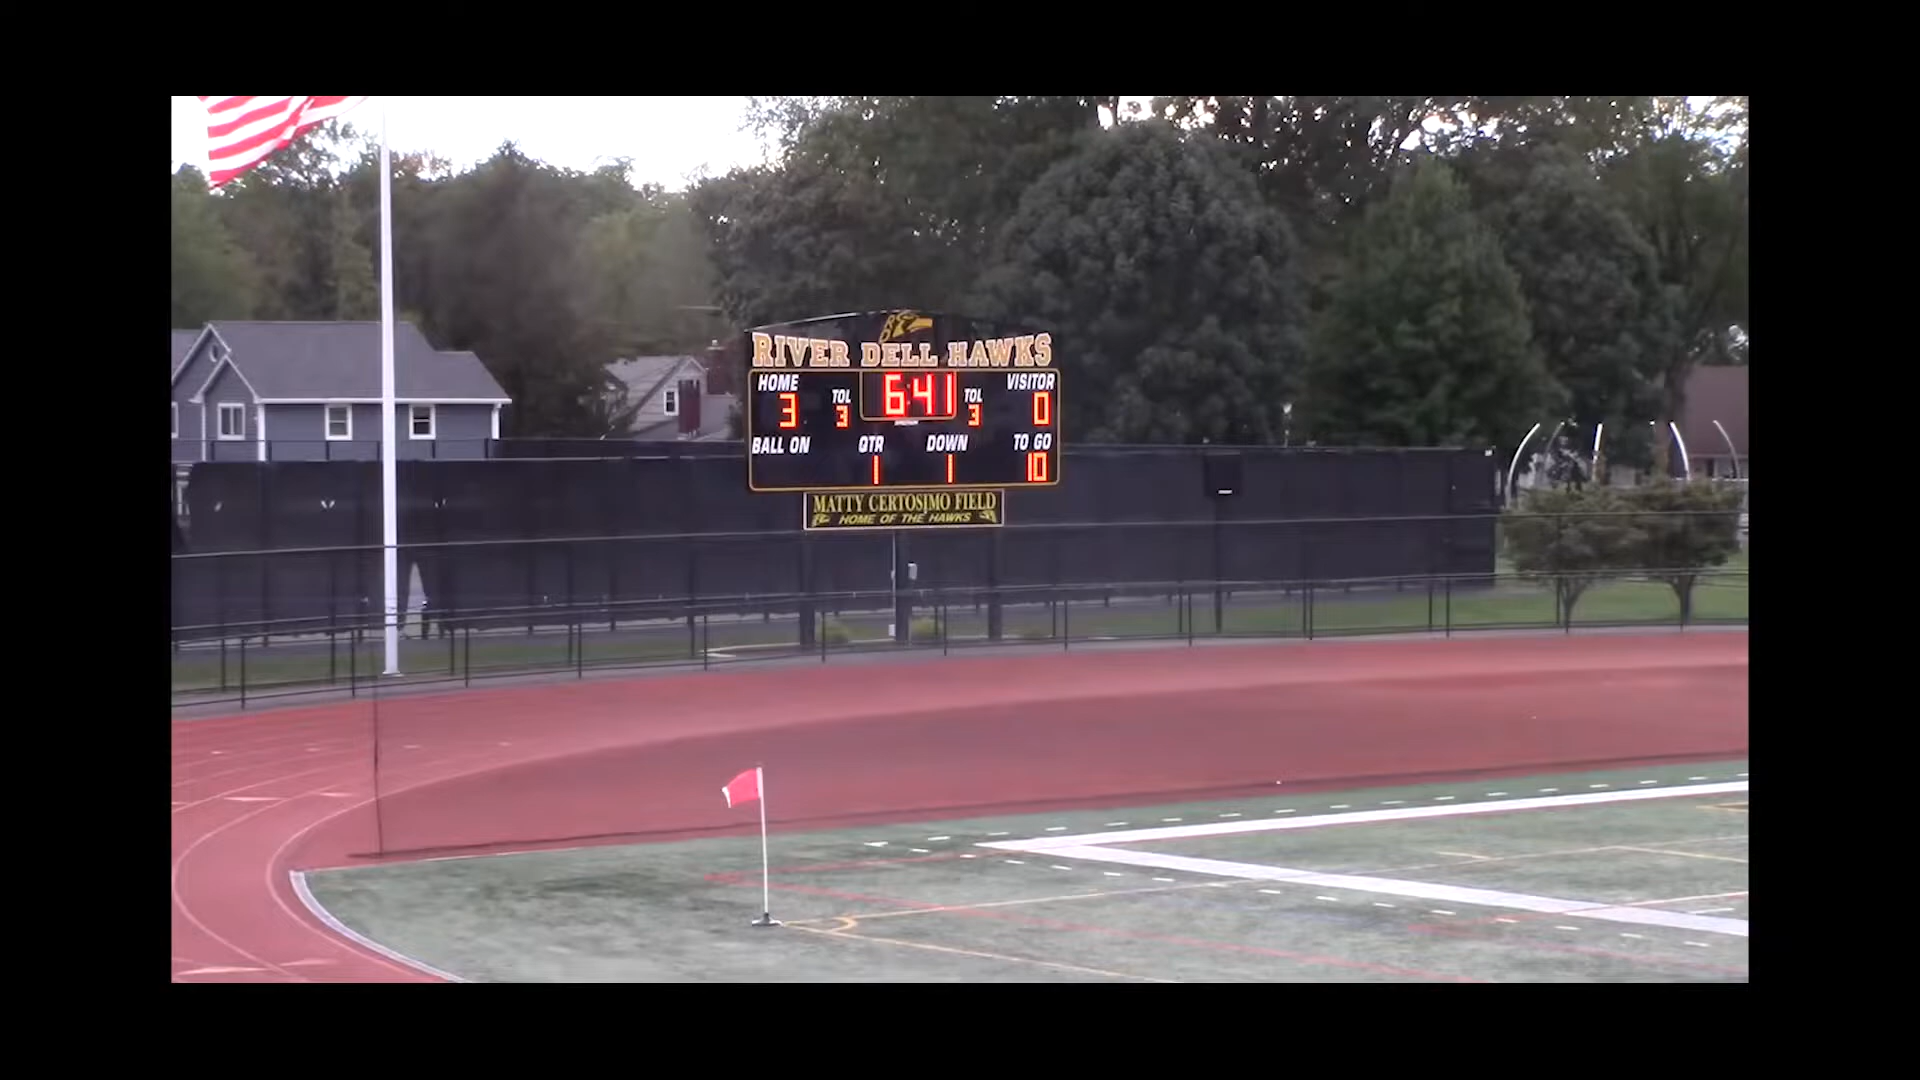 RIVER DELL HAWKS
HOME 6:41 VISITOR
3 TOL 3 TOL 3 0
BALL ON QTR DOWN TO GO
1 1 10
MATTY CERTOSIMO FIELD
HOME OF THE HAWKS